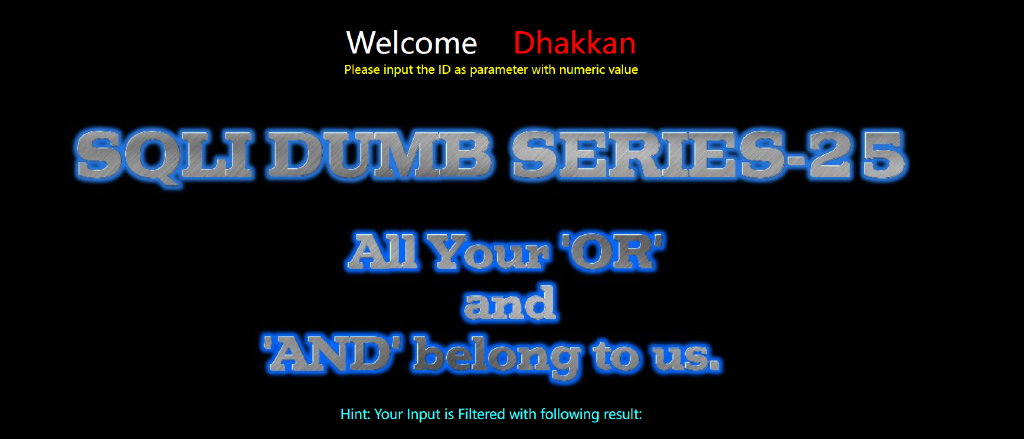 Welcome Dhakkan
Please input the ID as parameter with numeric value
SQLI DUMB SERIES-25
All Your 'OR'
and
'AND' belong to us.
Hint: Your Input is Filtered with following result: